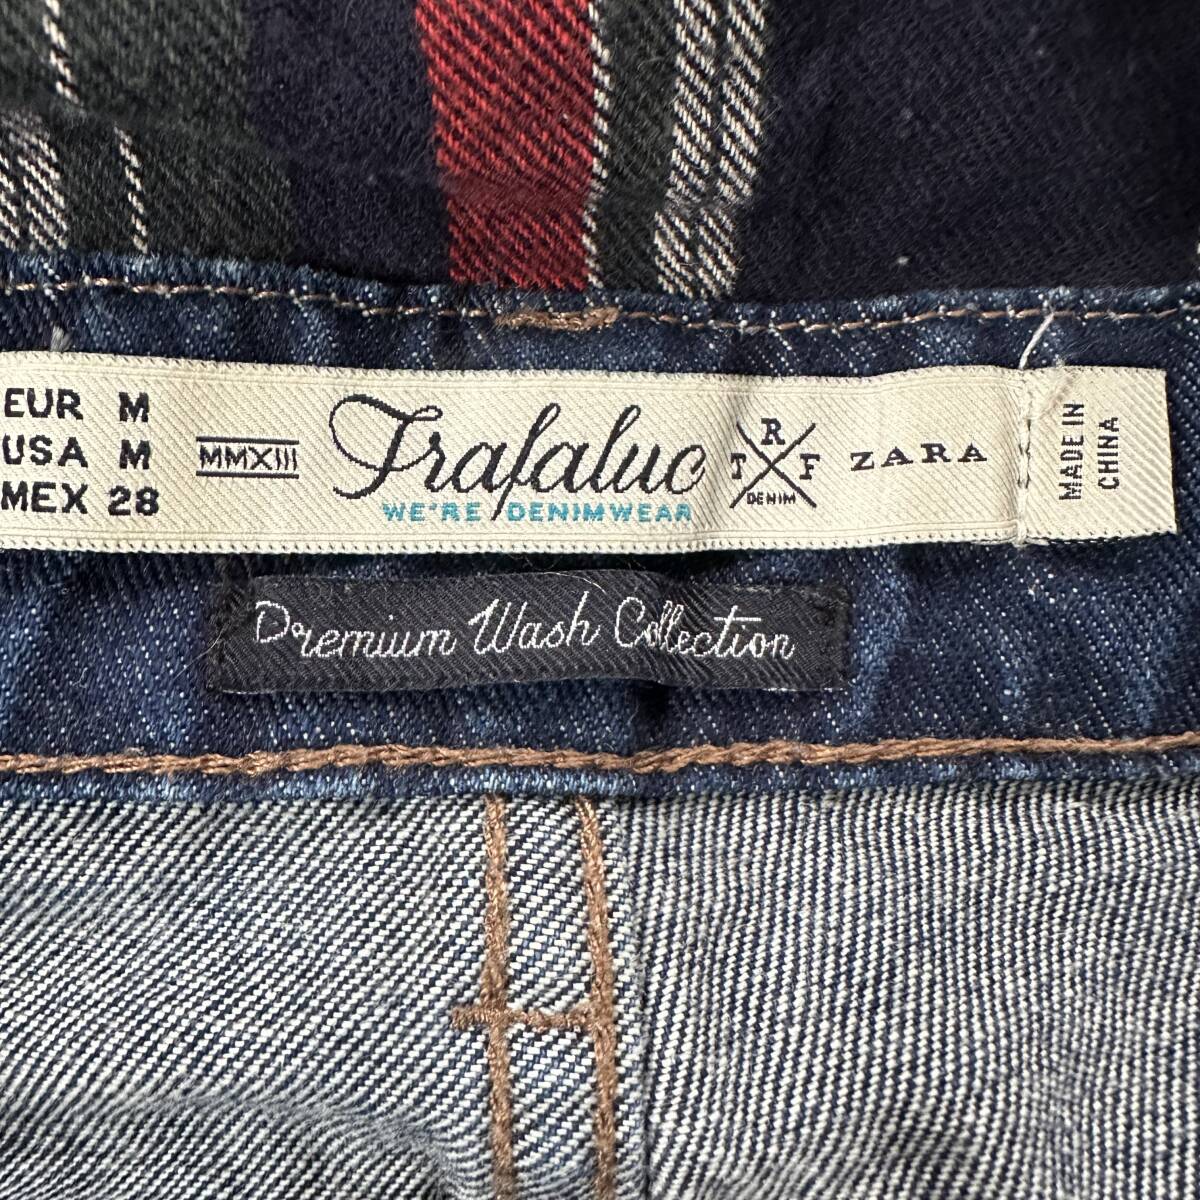 EUR M
USA M
MEX 28
MMXIII
Trafaluc
WE'RE DENIMWEAR
R
T F
DENIM
ZARA
MADE IN
CHINA
Premium Wash Collection